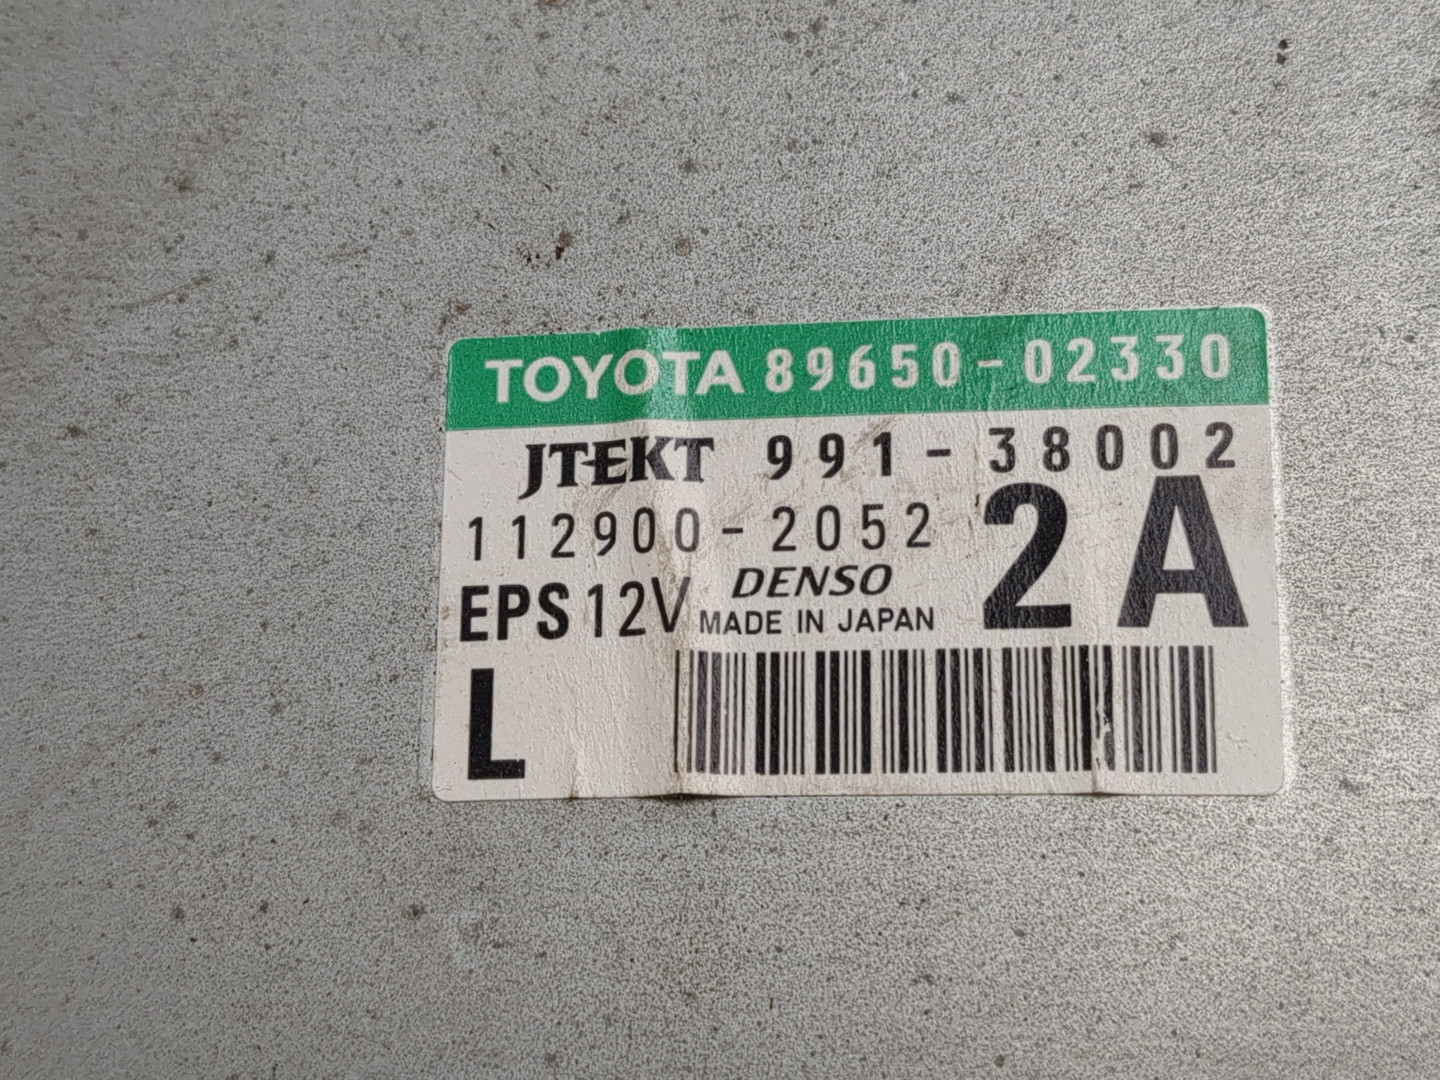 TOYOTA 89650-02330
JTEKT 991-38002
112900-2052 2A
EPS 12V DENSO
MADE IN JAPAN
L